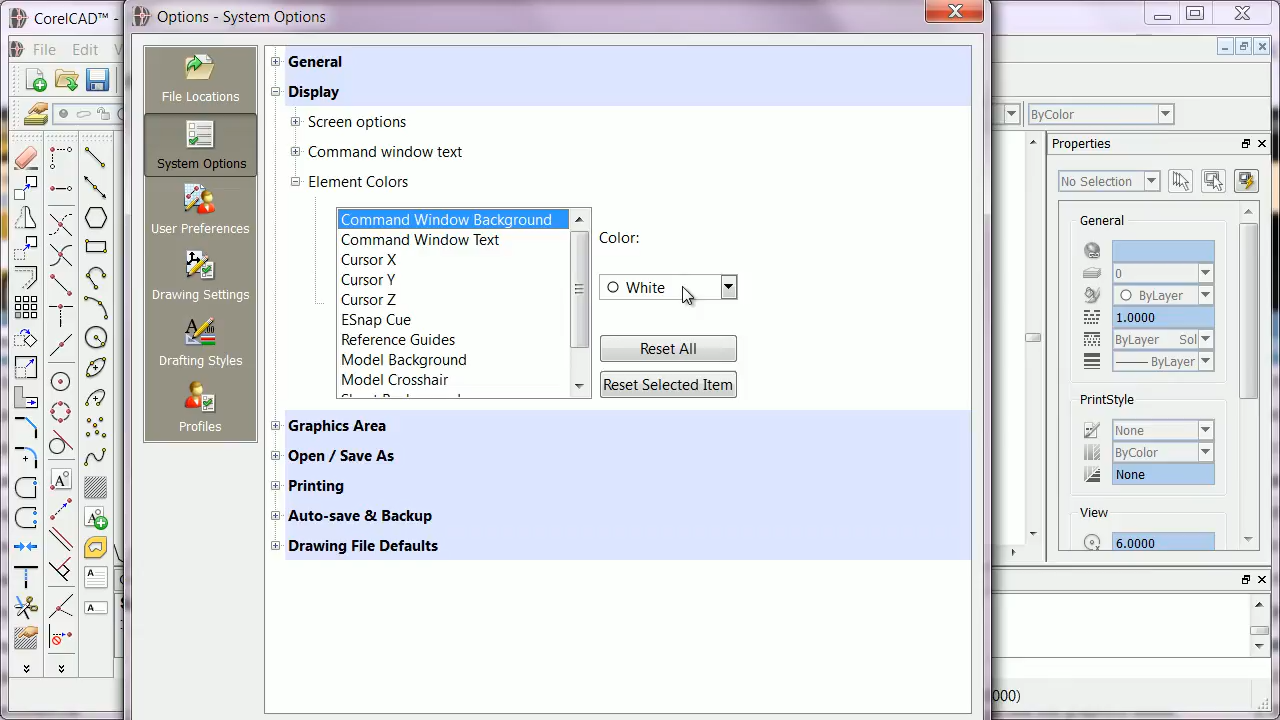 CorelCAD™ -
Options - System Options
File Edit V
File Locations
System Options
User Preferences
Drawing Settings
Drafting Styles
Profiles
General
Display
Screen options
Command window text
Element Colors
Command Window Background
Command Window Text
Cursor X
Cursor Y
Cursor Z
ESnap Cue
Reference Guides
Model Background
Model Crosshair
Color:
White
Reset All
Reset Selected Item
Graphics Area
Open / Save As
Printing
Auto-save & Backup
Drawing File Defaults
ByColor
Properties
No Selection
General
0
ByLayer
1.0000
ByLayer Sol
ByLayer
PrintStyle
None
ByColor
None
View
6.0000
000)